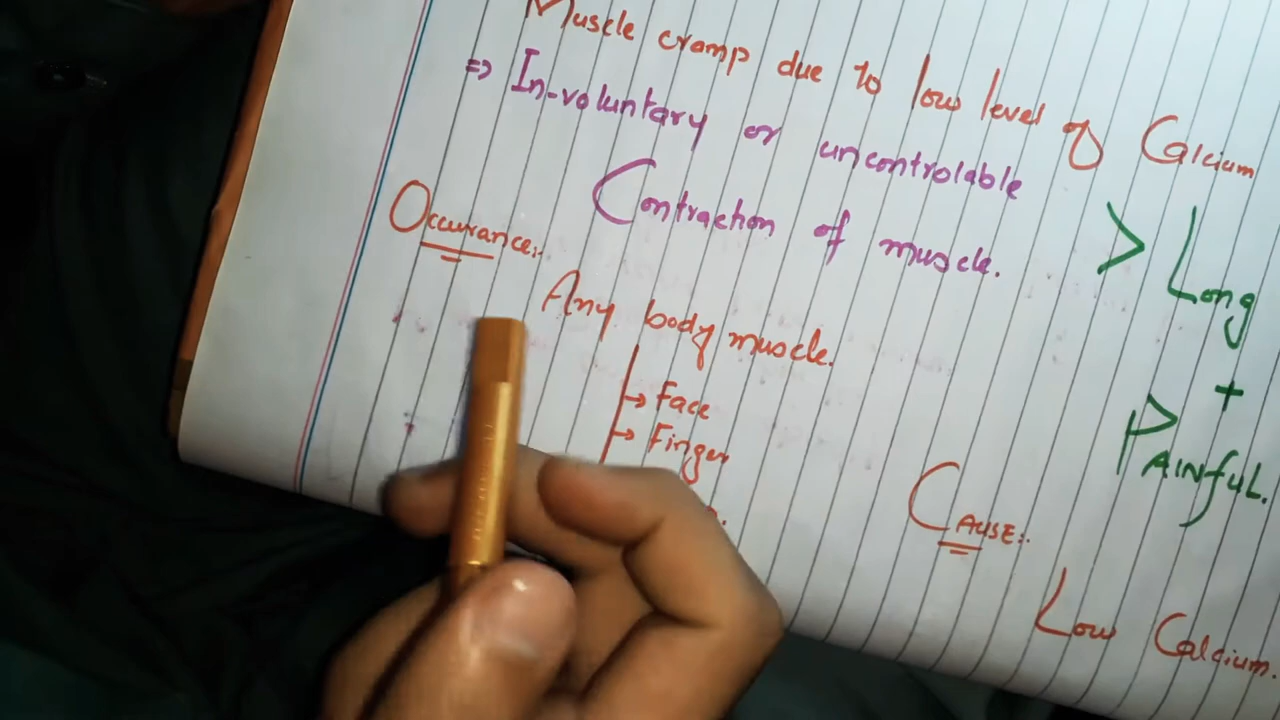 Muscle cramp due to low level of Calcium
⇒ In-voluntary or uncontrolable
Contraction of muscle.
> Long
+
PAINfUL.
Occurance:-
Any body muscle.
→ Face
→ Finger
CAUSE:-
Low Calcium.